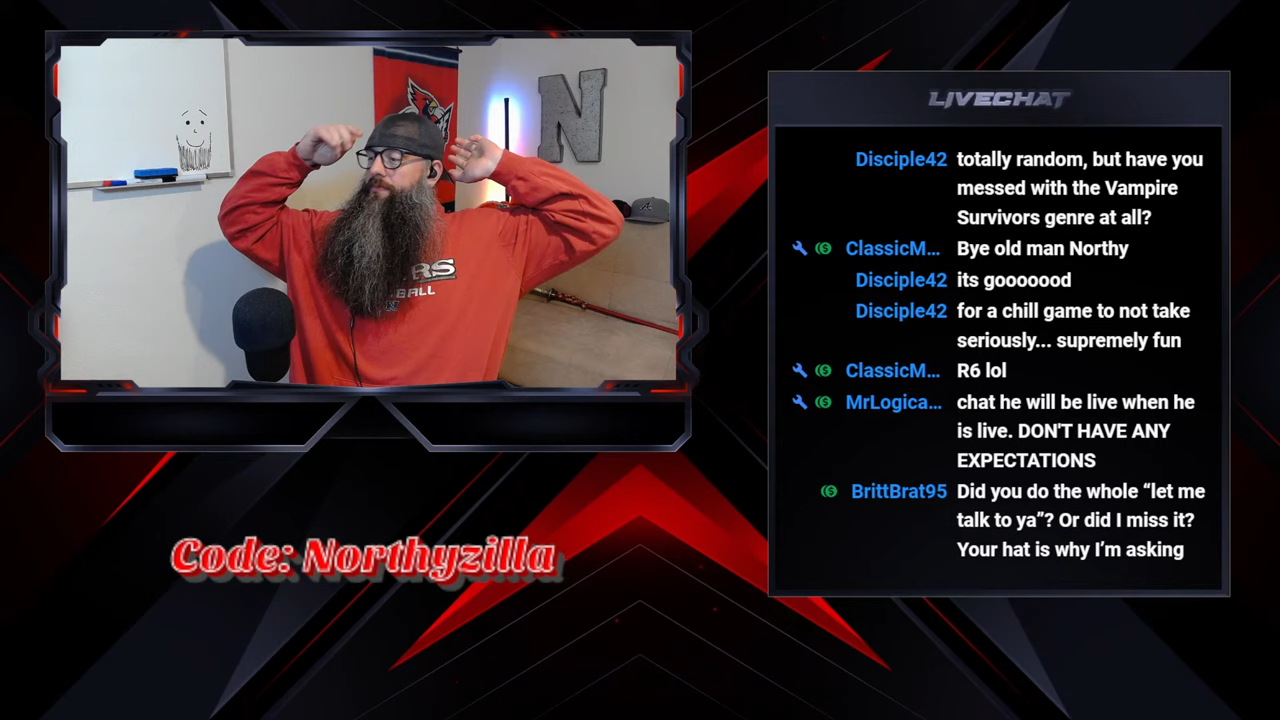 N
RS
BALL
N
LIVECHAT
Disciple42 totally random, but have you
messed with the Vampire
Survivors genre at all?
ClassicM... Bye old man Northy
Disciple42 its gooooood
Disciple42 for a chill game to not take
seriously... supremely fun
ClassicM... R6 lol
MrLogica... chat he will be live when he
is live. DON'T HAVE ANY
EXPECTATIONS
BrittBrat95 Did you do the whole “let me
talk to ya”? Or did I miss it?
Your hat is why I’m asking
Code: Northyzilla